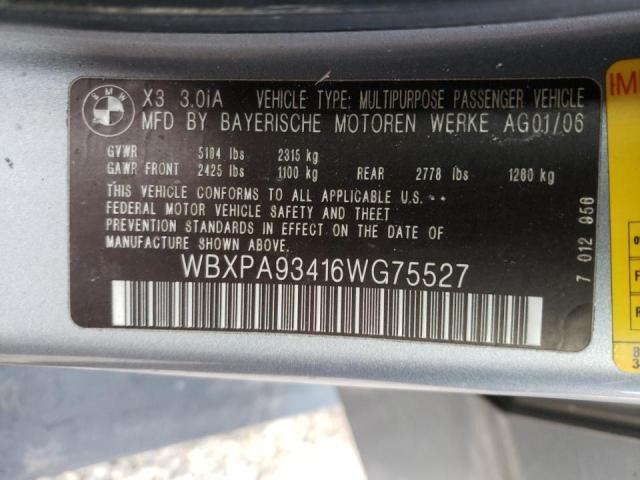 BMW
X3 3.0iA VEHICLE TYPE; MULTIPURPOSE PASSENGER VEHICLE
MFD BY BAYERISCHE MOTOREN WERKE AG01/06
GVWR 5104 lbs 2315 kg
GAWR FRONT 2425 lbs 1100 kg REAR 2778 lbs 1260 kg
THIS VEHICLE CONFORMS TO ALL APPLICABLE U.S. **
FEDERAL MOTOR VEHICLE SAFETY AND THEFT
PREVENTION STANDARDS IN EFFECT ON THE DATE
OF MANUFACTURE SHOWN ABOVE.
WBXPA93416WG75527
7 012 056
IM